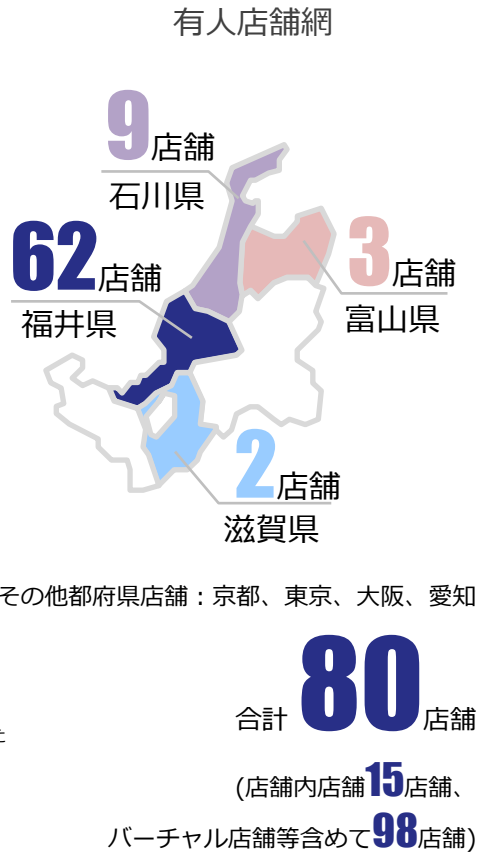 有人店舗網
9店舗
石川県
62店舗
福井県
3店舗
富山県
2店舗
滋賀県
その他都府県店舗：京都、東京、大阪、愛知
合計 80店舗
た
(店舗内店舗15店舗、
バーチャル店舗等含めて98店舗)